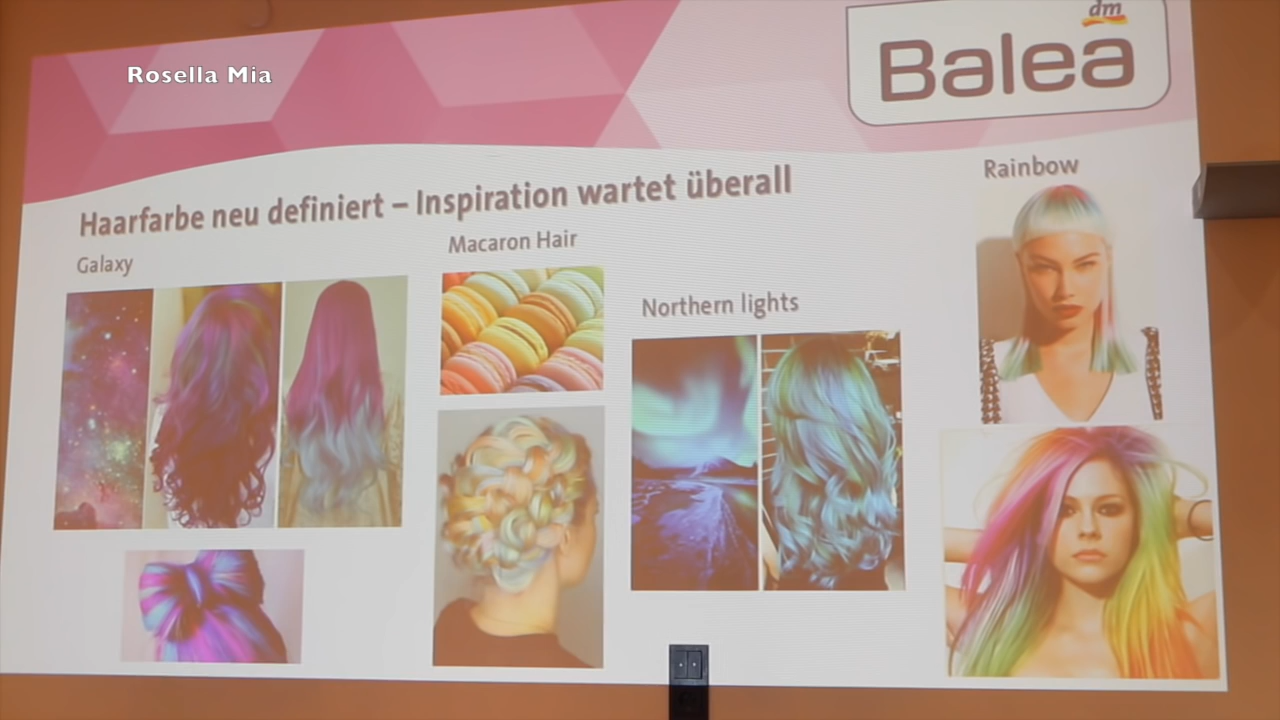 Rosella Mia
dm
Balea
Haarfarbe neu definiert – Inspiration wartet überall
Galaxy
Macaron Hair
Northern lights
Rainbow